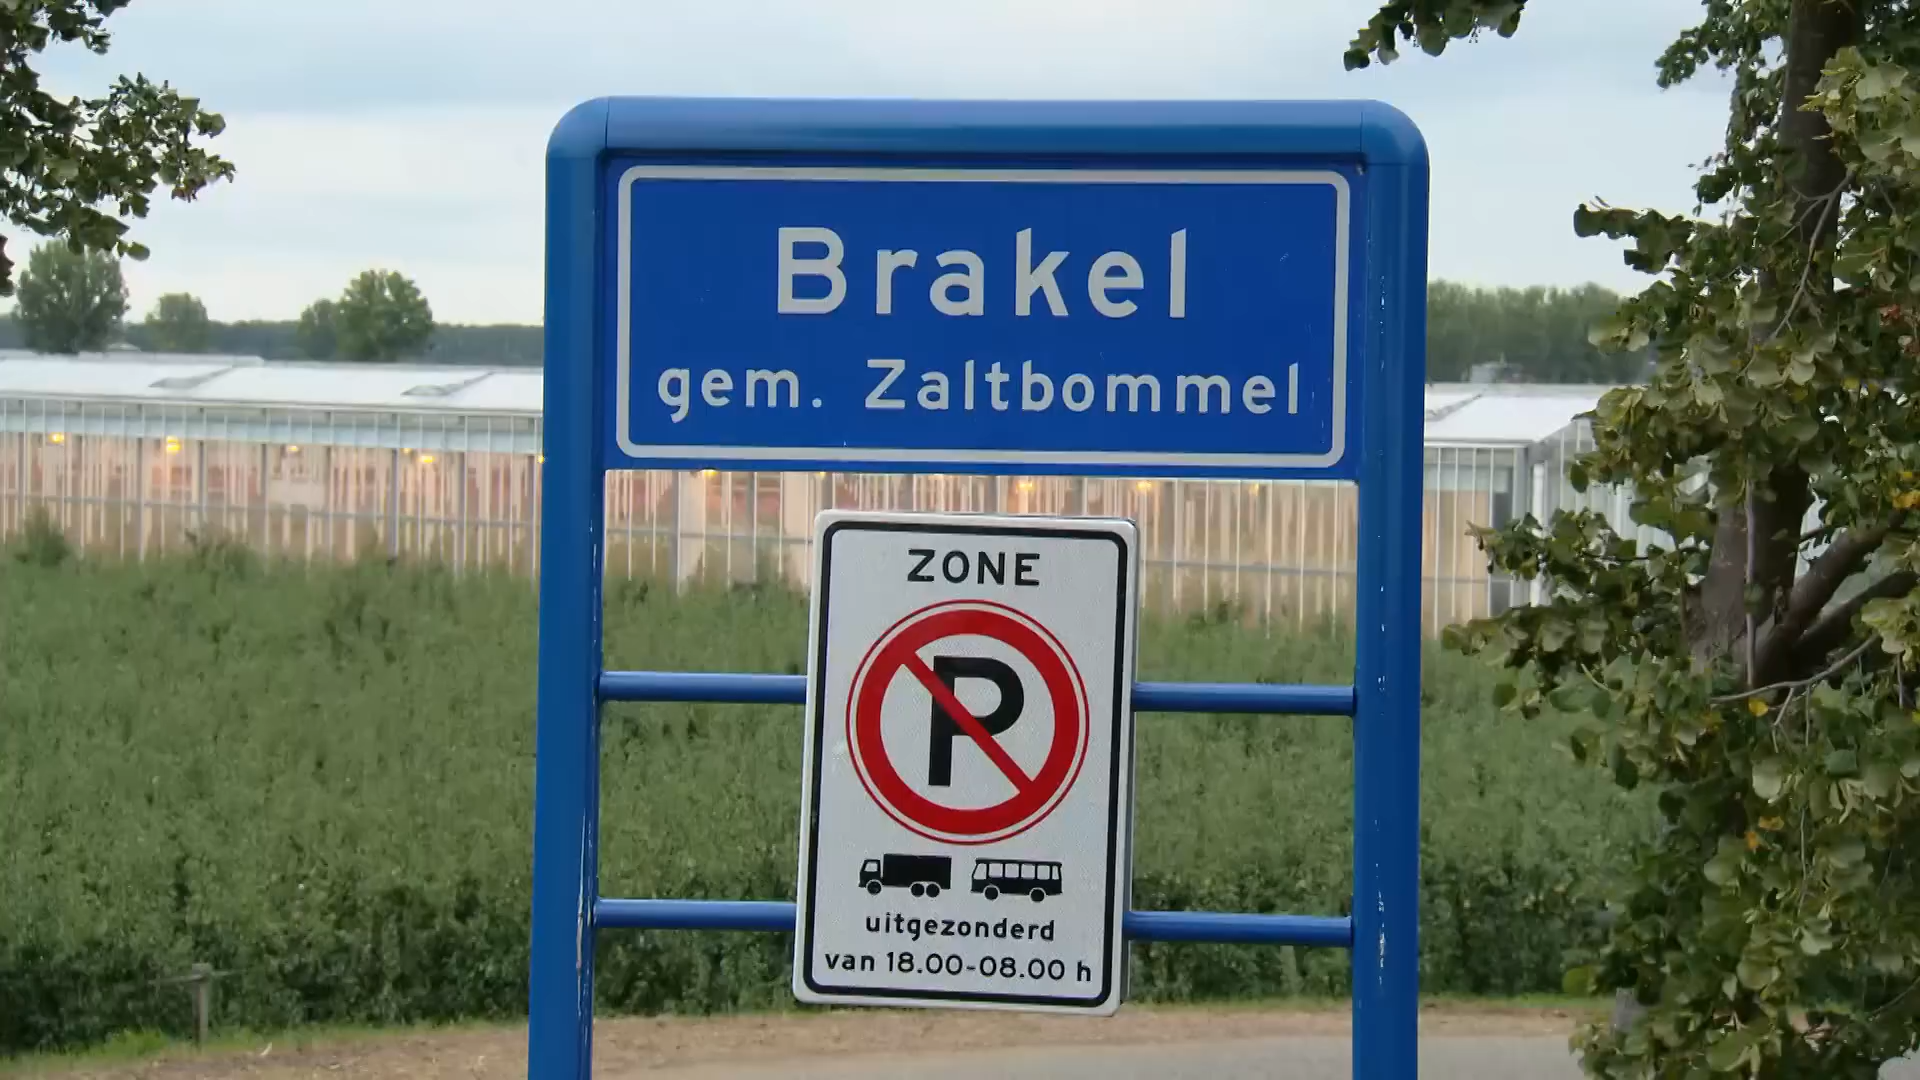 Brakel
gem. Zaltbommel
ZONE
P
uitgezonderd
van 18.00-08.00 h